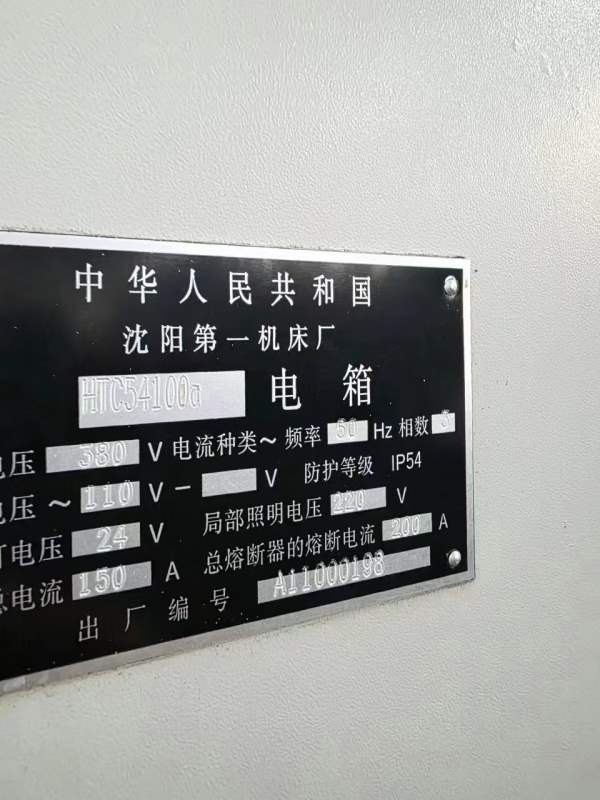 中华人民共和国
沈阳第一机床厂
HTC54100a 电箱
电压 380 V 电流种类~ 频率 50 Hz 相数 3
电压~ 110 V - V 防护等级 IP54
电压 24 V 局部照明电压 220 V
电流 150 A 总熔断器的熔断电流 200 A
出厂编号 A11000198